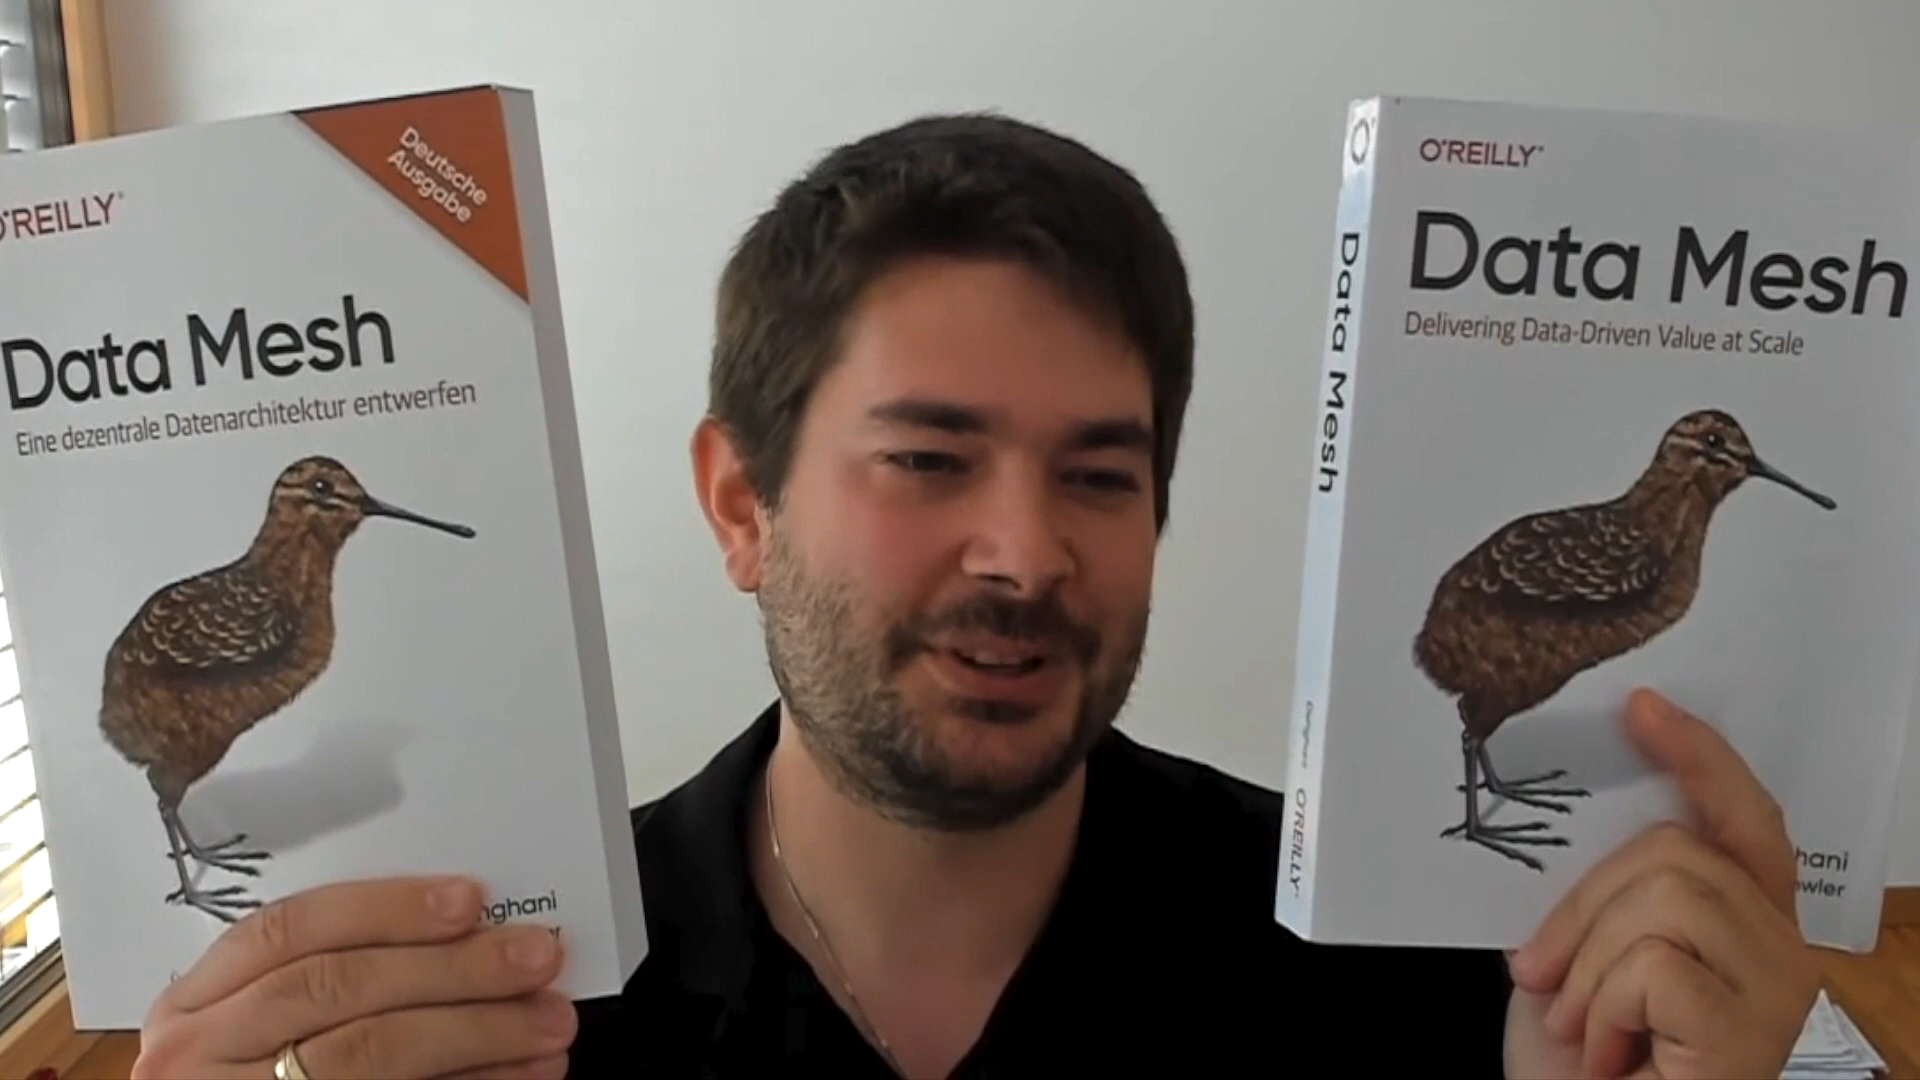 O'REILLY
Deutsche
Ausgabe
Data Mesh
Eine dezentrale Datenarchitektur entwerfen
O'REILLY
Data Mesh
Delivering Data-Driven Value at Scale
Data Mesh
O'REILLY